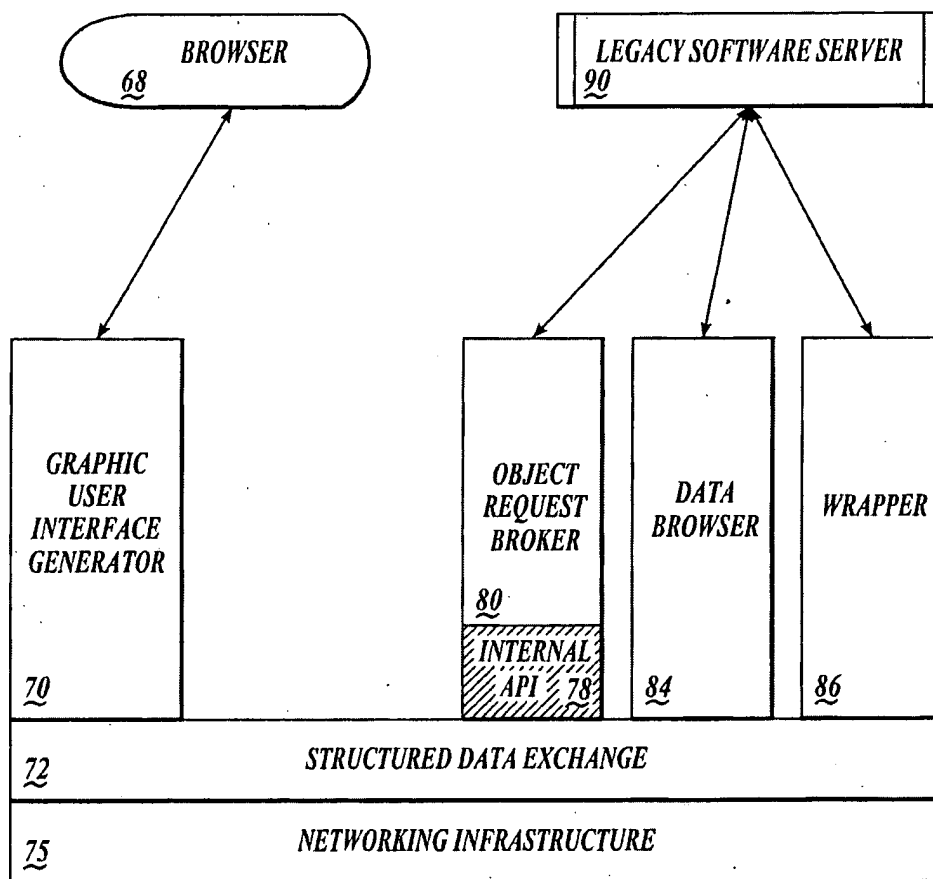 BROWSER
68
LEGACY SOFTWARE SERVER
90
GRAPHIC
USER
INTERFACE
GENERATOR
70
OBJECT
REQUEST
BROKER
80
INTERNAL
API 78
DATA
BROWSER
84
WRAPPER
86
72 STRUCTURED DATA EXCHANGE
75 NETWORKING INFRASTRUCTURE